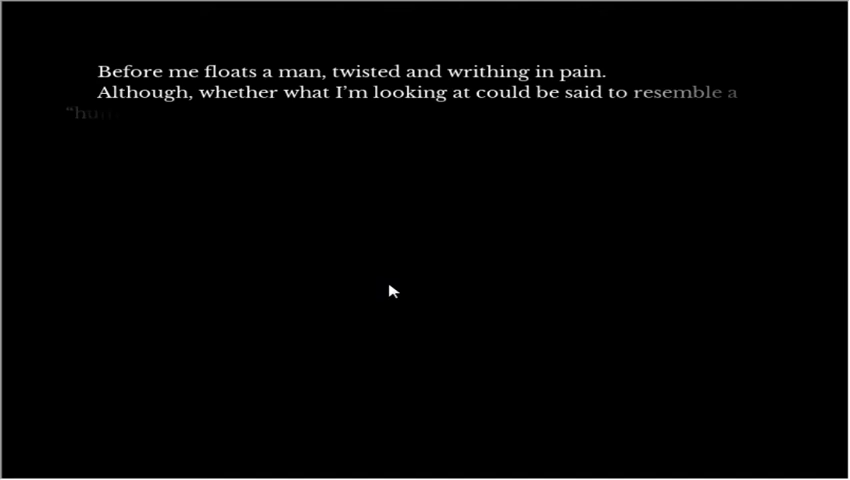 Before me floats a man, twisted and writhing in pain.
Although, whether what I’m looking at could be said to resemble a
“hum